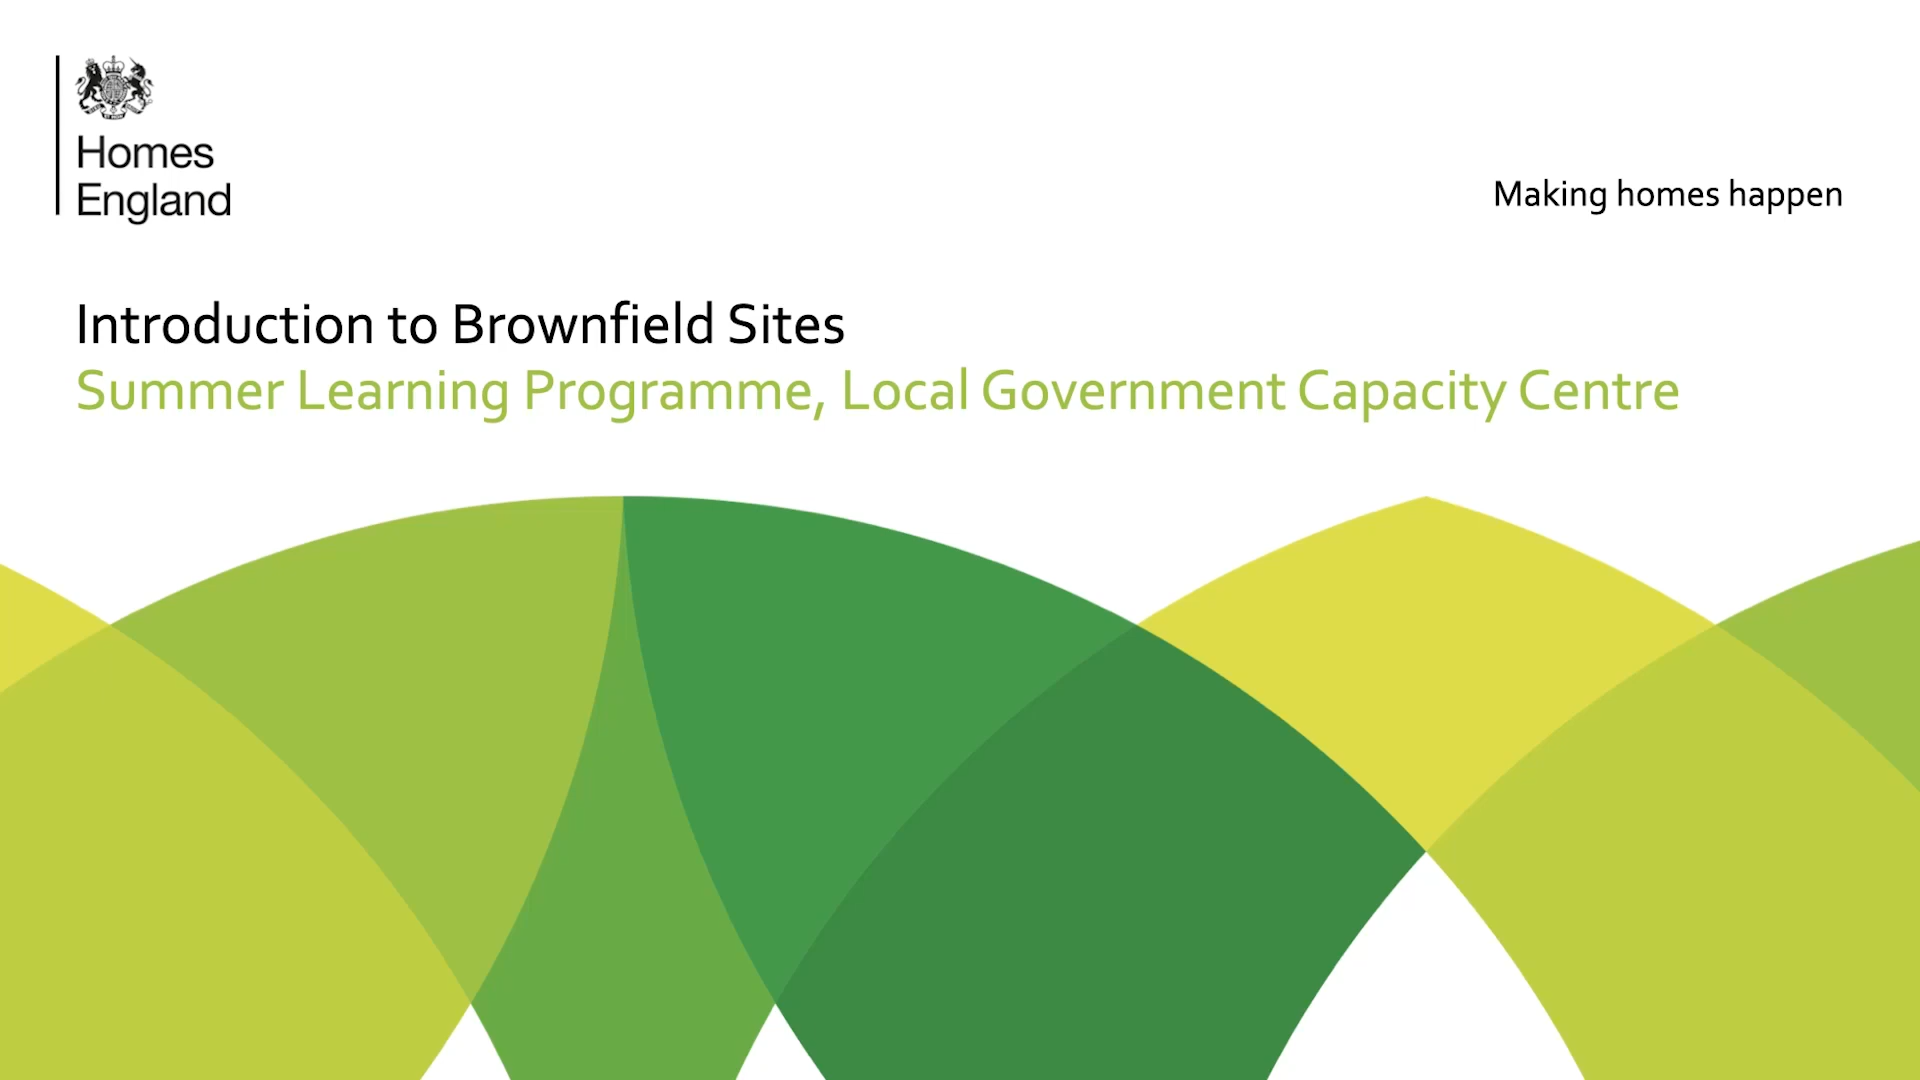 Homes
England
Making homes happen
Introduction to Brownfield Sites
Summer Learning Programme, Local Government Capacity Centre